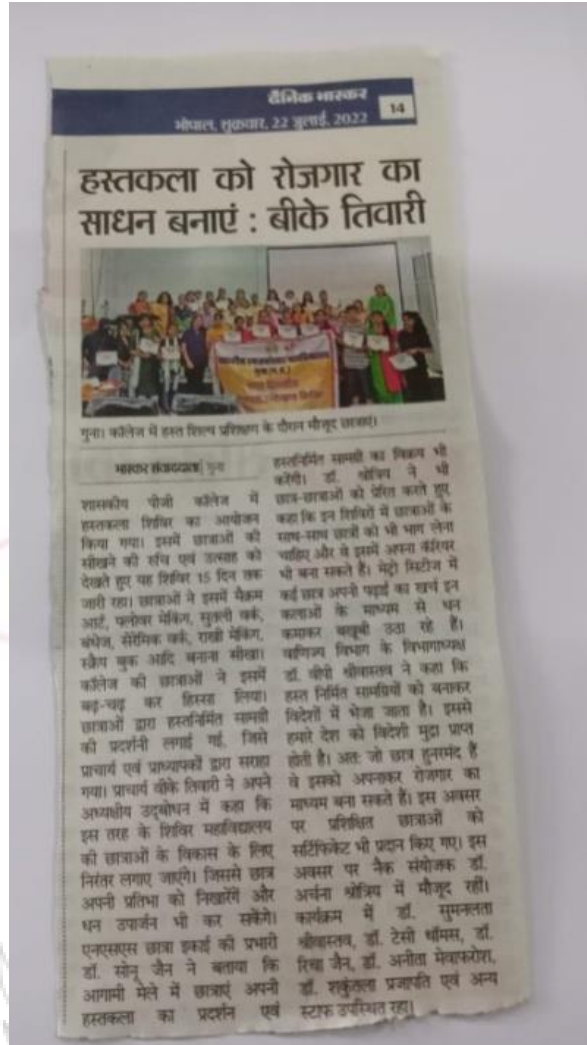 दैनिक भास्कर
भोपाल, शुक्रवार, 22 जुलाई, 2022
14
हस्तकला को रोजगार का
साधन बनाएं : बीके तिवारी
गुना। कॉलेज में हस्त शिल्प प्रशिक्षण के दौरान मौजूद छात्राएं।
भास्कर संवाददाता| गुना
शासकीय पीजी कॉलेज में
हस्तकला शिविर का आयोजन
किया गया। इसमें छात्राओं की
सीखने की रुचि एवं उत्साह को
देखते हुए यह शिविर 15 दिन तक
जारी रहा। छात्राओं ने इसमें मैक्रम
आर्ट, फ्लोवर मेकिंग, सुतली वर्क,
बंधेज, सेरेमिक वर्क, राखी मेकिंग,
स्क्रैप बुक आदि बनाना सीखा।
कॉलेज की छात्राओं ने इसमें
बढ़-चढ़ कर हिस्सा लिया।
छात्राओं द्वारा हस्तनिर्मित सामग्री
की प्रदर्शनी लगाई गई, जिसे
प्राचार्य एवं प्राध्यापकों द्वारा सराहा
गया। प्राचार्य बीके तिवारी ने अपने
अध्यक्षीय उद्बोधन में कहा कि
इस तरह के शिविर महाविद्यालय
की छात्राओं के विकास के लिए
निरंतर लगाए जाएंगे। जिससे छात्र
अपनी प्रतिभा को निखारेंगें और
धन उपार्जन भी कर सकेंगे।
एनएसएस छात्रा इकाई की प्रभारी
डॉ. सोनू जैन ने बताया कि
आगामी मेले में छात्राएं अपनी
हस्तकला का प्रदर्शन एवं
हस्तनिर्मित सामग्री का विक्रय भी
करेंगी। डॉ. श्रोत्रिय ने भी
छात्र-छात्राओं को प्रेरित करते हुए
कहा कि इन शिविरों में छात्राओं के
साथ-साथ छात्रों को भी भाग लेना
चाहिए और वे इसमें अपना कॅरियर
भी बना सकते हैं। मेट्रो सिटीज में
कई छात्र अपनी पढ़ाई का खर्च इन
कलाओं के माध्यम से धन
कमाकर बखूबी उठा रहे हैं।
वाणिज्य विभाग के विभागाध्यक्ष
डॉ. बीपी श्रीवास्तव ने कहा कि
हस्त निर्मित सामग्रियों को बनाकर
विदेशों में भेजा जाता है। इससे
हमारे देश को विदेशी मुद्रा प्राप्त
होती है। अत: जो छात्र हुनरमंद हैं
वे इसको अपनाकर रोजगार का
माध्यम बना सकते हैं। इस अवसर
पर प्रशिक्षित छात्राओं को
सर्टिफिकेट भी प्रदान किए गए। इस
अवसर पर नैक संयोजक डॉ.
अर्चना श्रोत्रिय में मौजूद रहीं।
कार्यक्रम में डॉ. सुमनलता
श्रीवास्तव, डॉ. टेसी थॉमस, डॉ.
रिचा जैन, डॉ. अनीता मेवाफरोश,
डॉ. शकुंतला प्रजापति एवं अन्य
स्टाफ उपस्थित रहा।